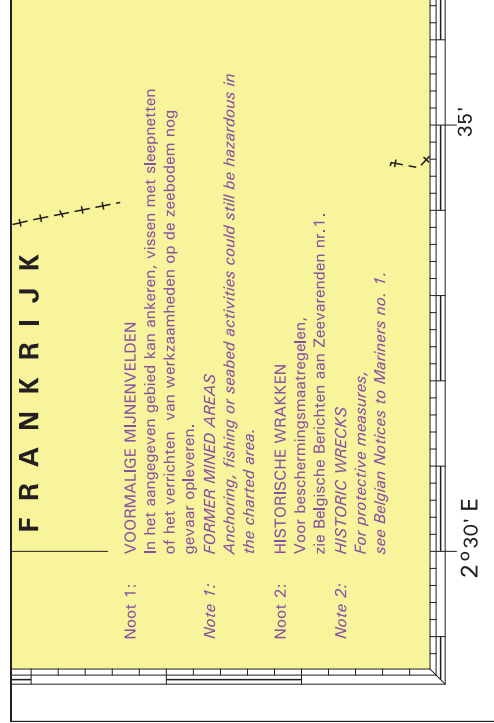 FRANKRIJK
Noot 1: VOORMALIGE MIJNENVELDEN
In het aangegeven gebied kan ankeren, vissen met sleepnetten
of het verrichten van werkzaamheden op de zeebodem nog
gevaar opleveren.
Note 1: FORMER MINED AREAS
Anchoring, fishing or seabed activities could still be hazardous in
the charted area.
Noot 2: HISTORISCHE WRAKKEN
Voor beschermingsmaatregelen,
zie Belgische Berichten aan Zeevarenden nr.1.
Note 2: HISTORIC WRECKS
For protective measures,
see Belgian Notices to Mariners no. 1.
2°30' E
35'